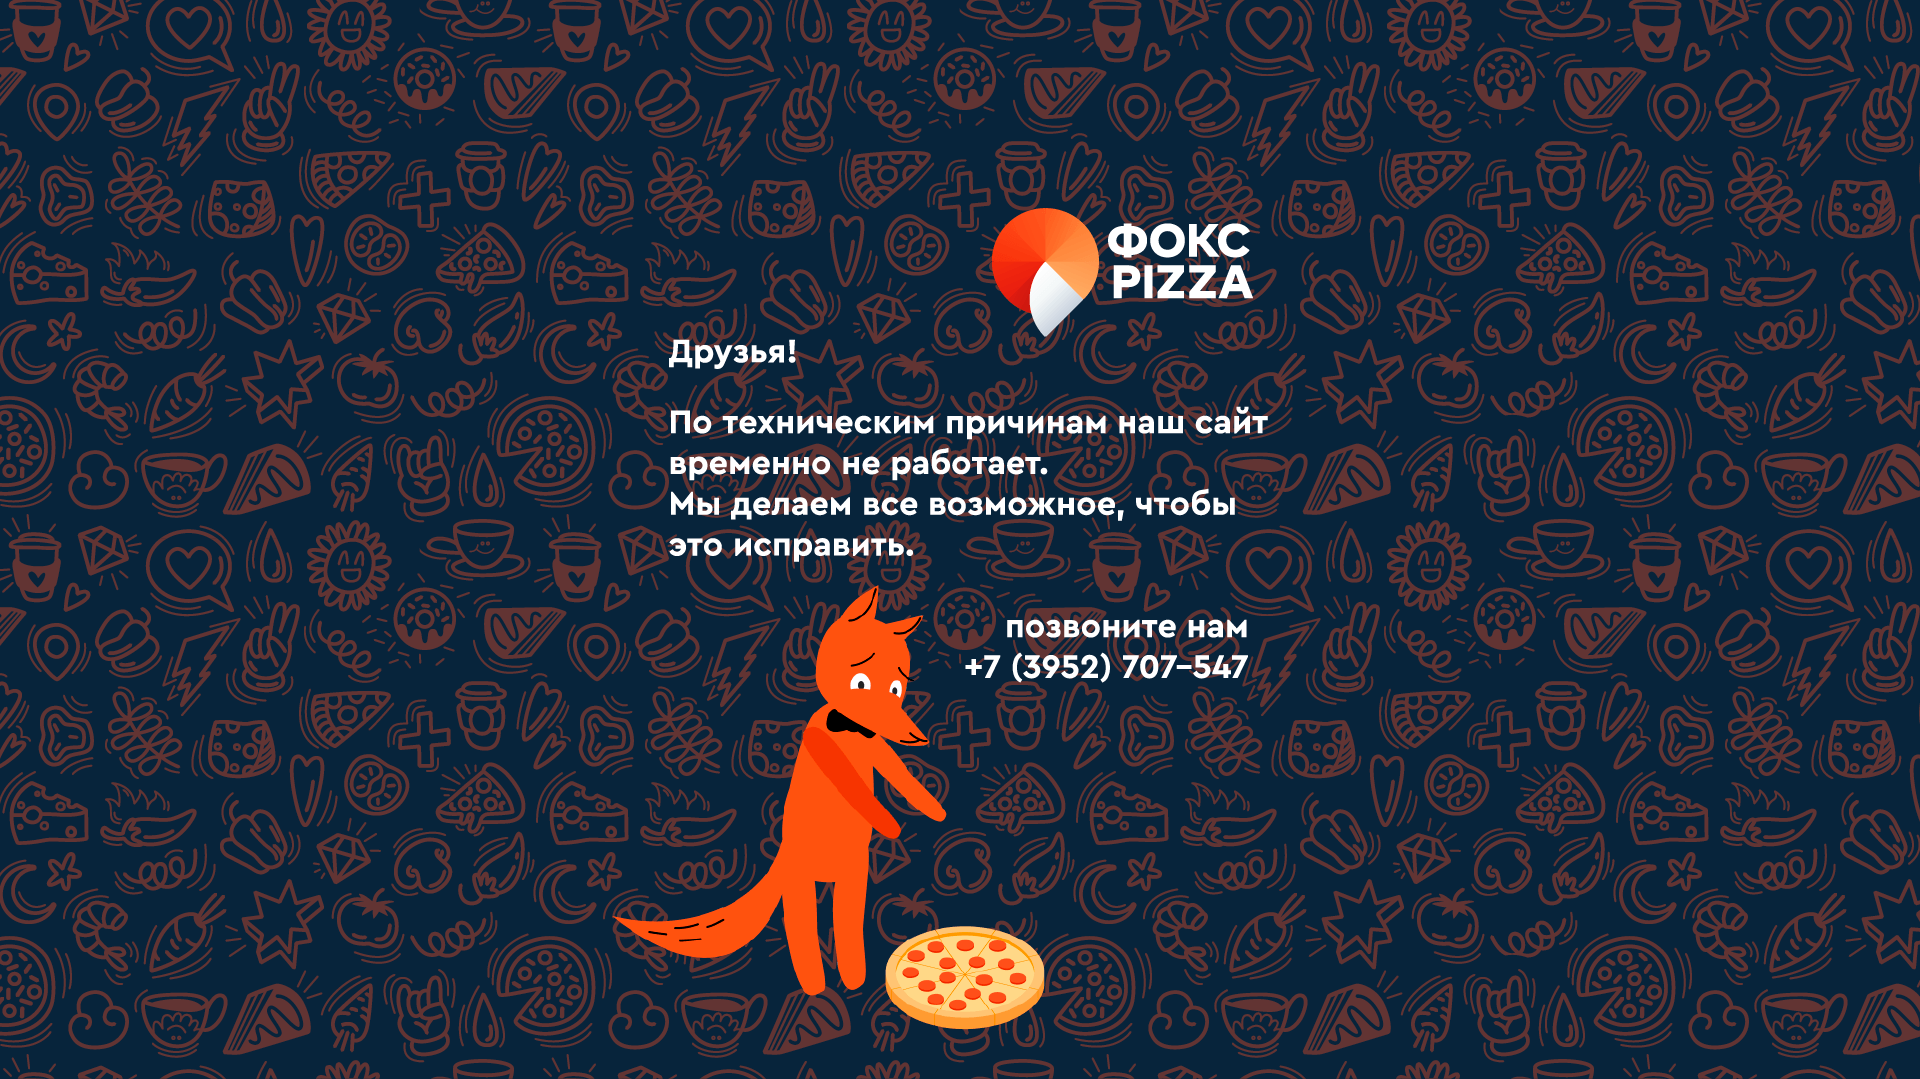 ФОКС
PIZZA
Друзья!
По техническим причинам наш сайт
временно не работает.
Мы делаем все возможное, чтобы
это исправить.
позвоните нам
+7 (3952) 707-547